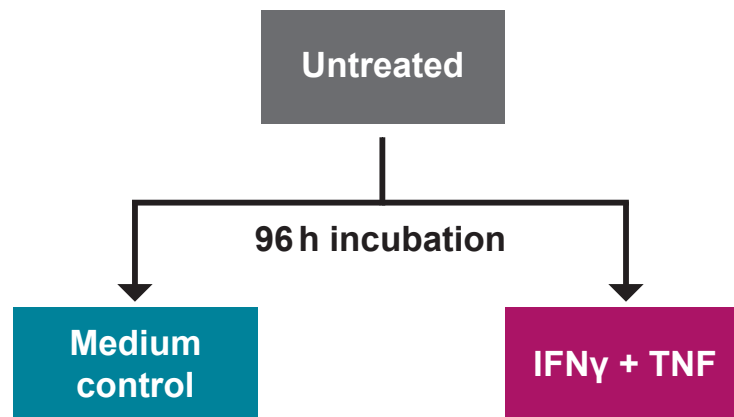 Untreated
96 h incubation
Medium
control
IFNγ + TNF